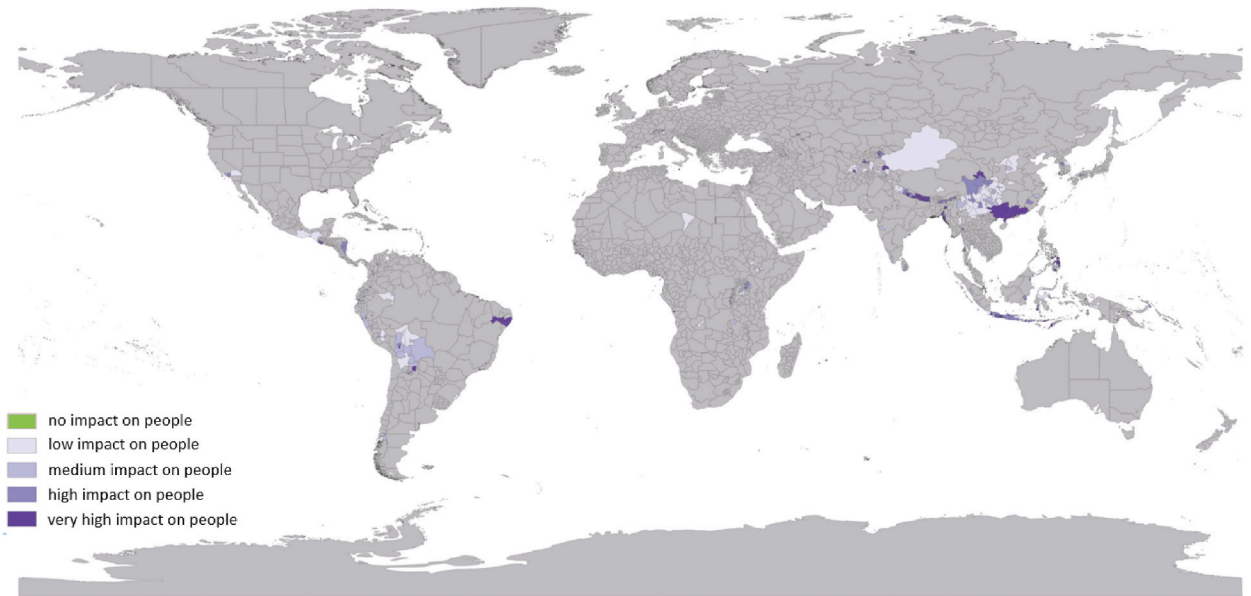 no impact on people
low impact on people
medium impact on people
high impact on people
very high impact on people